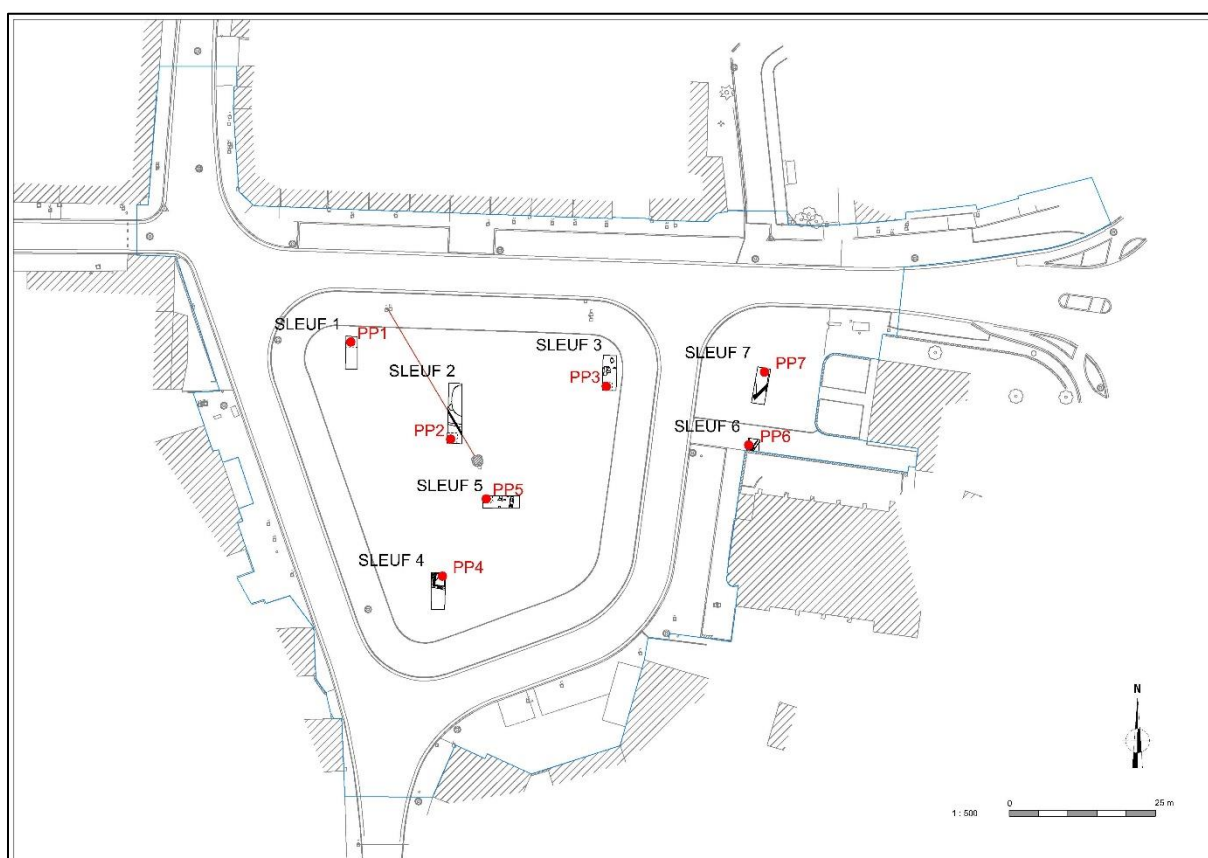 SLEUF 1
PP1
SLEUF 2
PP2
SLEUF 3
PP3
SLEUF 7
PP7
SLEUF 6
PP6
SLEUF 5
PP5
SLEUF 4
PP4
N
1 : 500
0
25 m